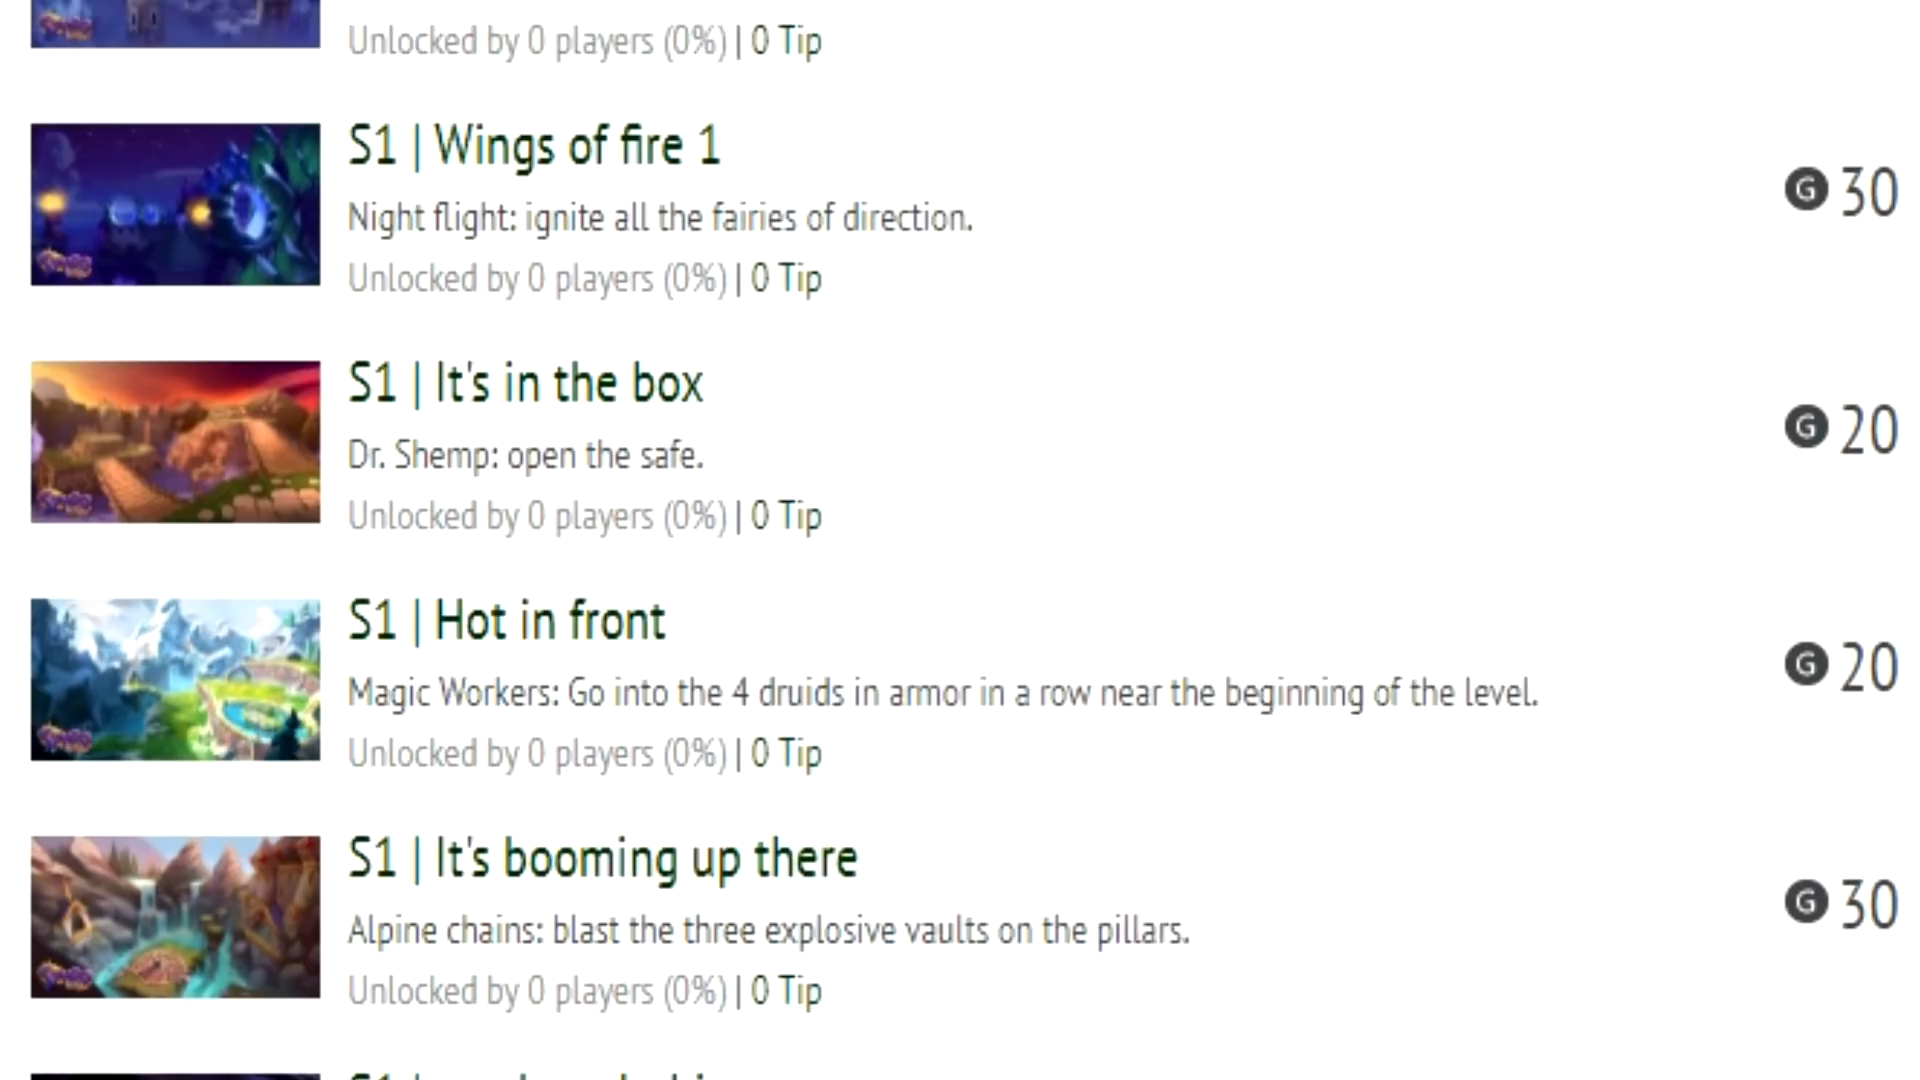 Unlocked by 0 players (0%) | 0 Tip
S1 | Wings of fire 1
Night flight: ignite all the fairies of direction.
Unlocked by 0 players (0%) | 0 Tip
G 30
S1 | It's in the box
Dr. Shemp: open the safe.
Unlocked by 0 players (0%) | 0 Tip
G 20
S1 | Hot in front
Magic Workers: Go into the 4 druids in armor in a row near the beginning of the level.
Unlocked by 0 players (0%) | 0 Tip
G 20
S1 | It's booming up there
Alpine chains: blast the three explosive vaults on the pillars.
Unlocked by 0 players (0%) | 0 Tip
G 30
S1 |